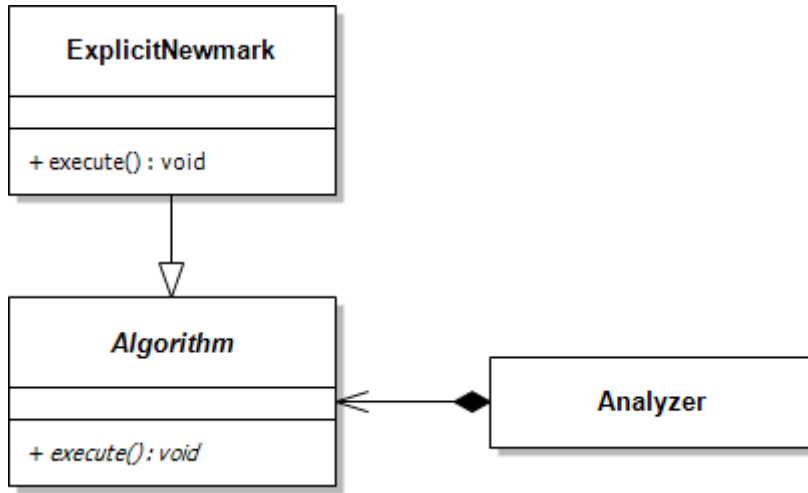 ExplicitNewmark
+ execute() : void
Algorithm
+ execute() : void
Analyzer